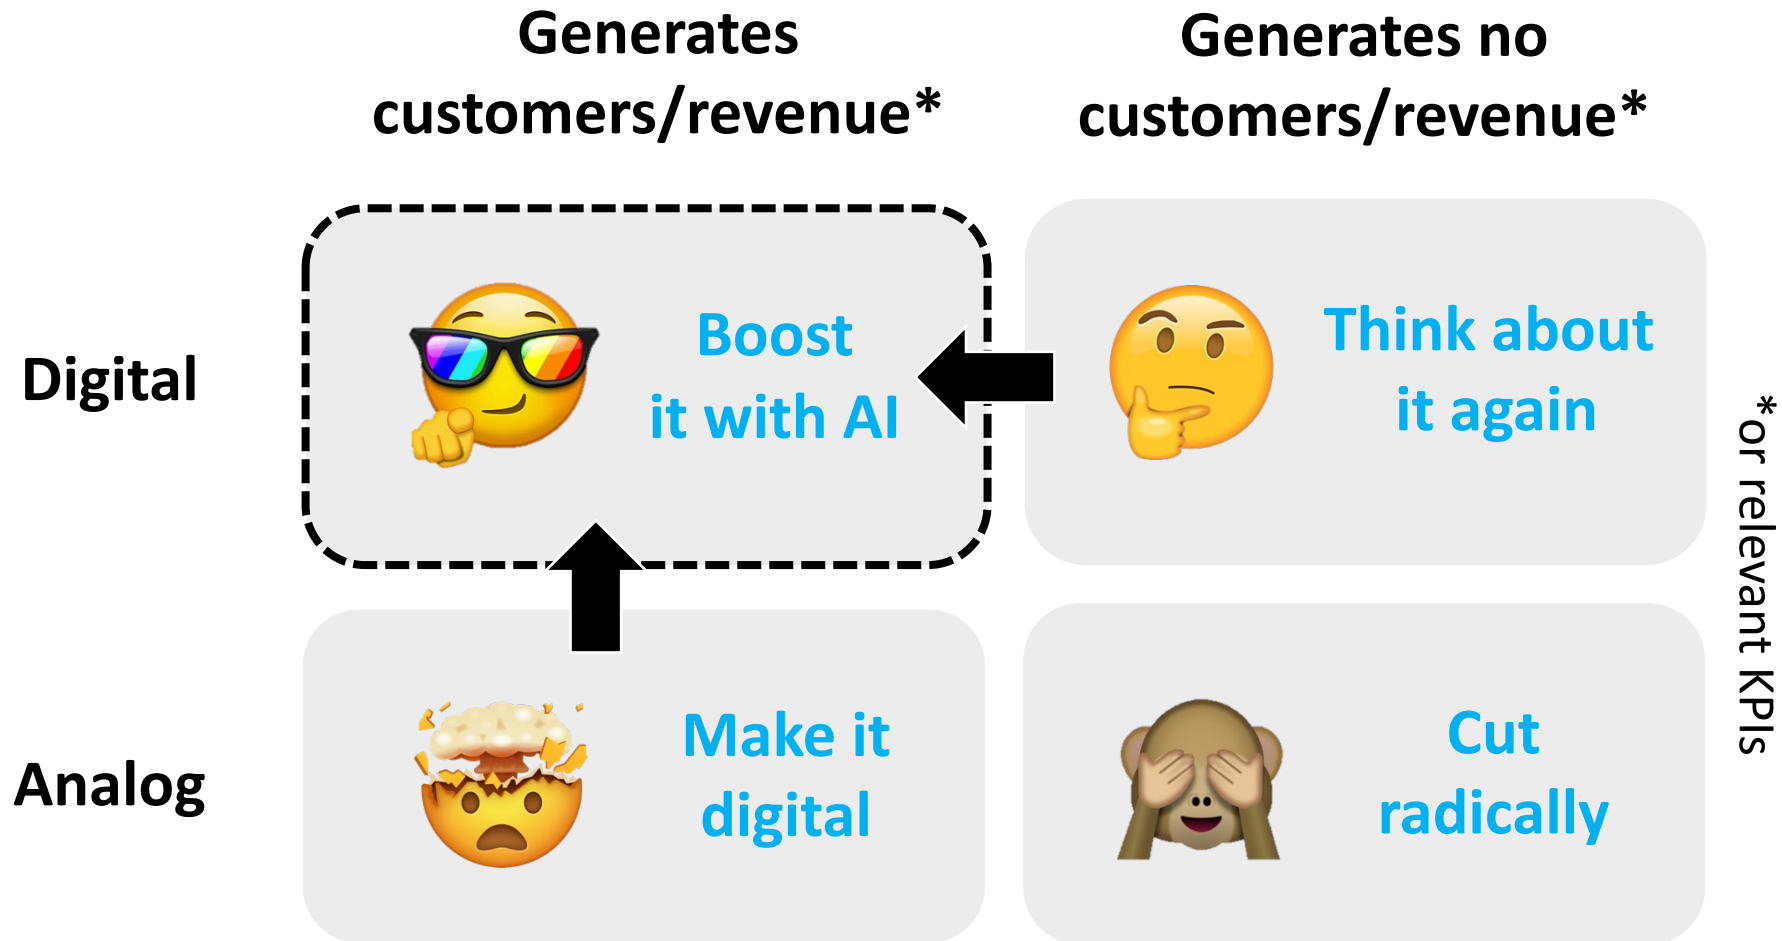 Generates
customers/revenue*
Generates no
customers/revenue*
Digital
Boost
it with AI
Think about
it again
Analog
Make it
digital
Cut
radically
*or relevant KPIs